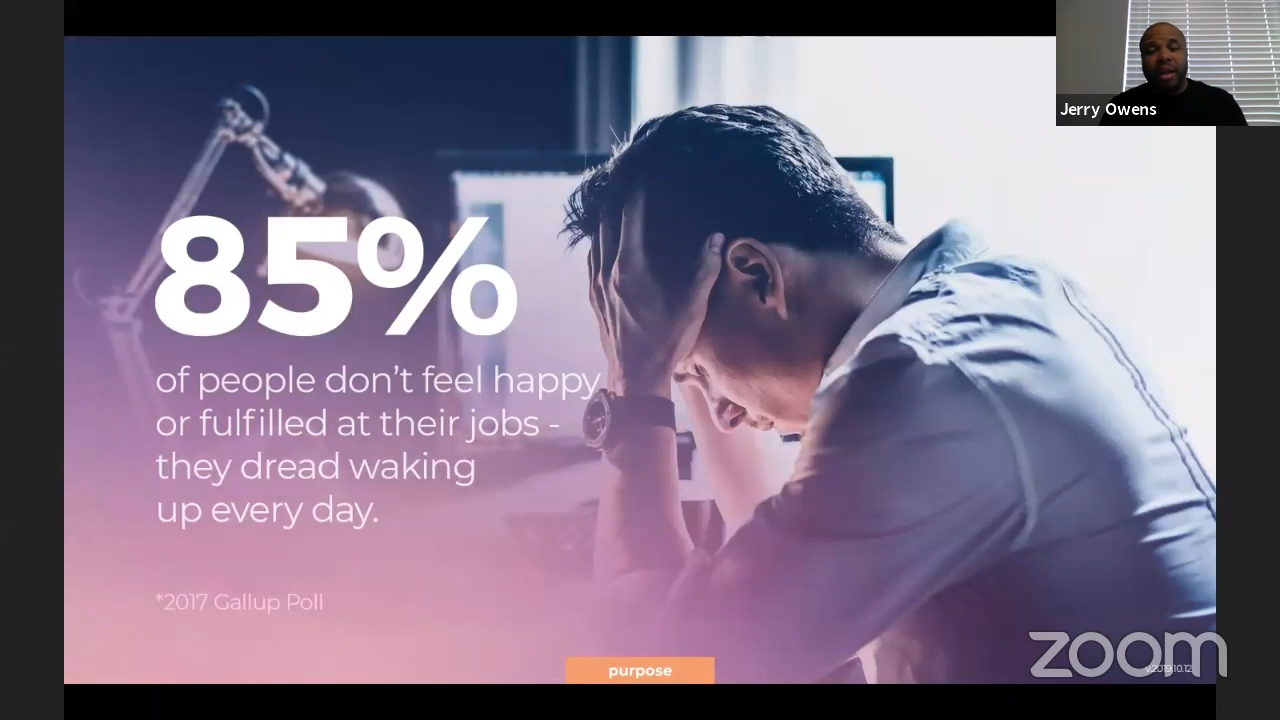 Jerry Owens
85%
of people don't feel happy
or fulfilled at their jobs -
they dread waking
up every day.
*2017 Gallup Poll
purpose
zoom
v.20191012